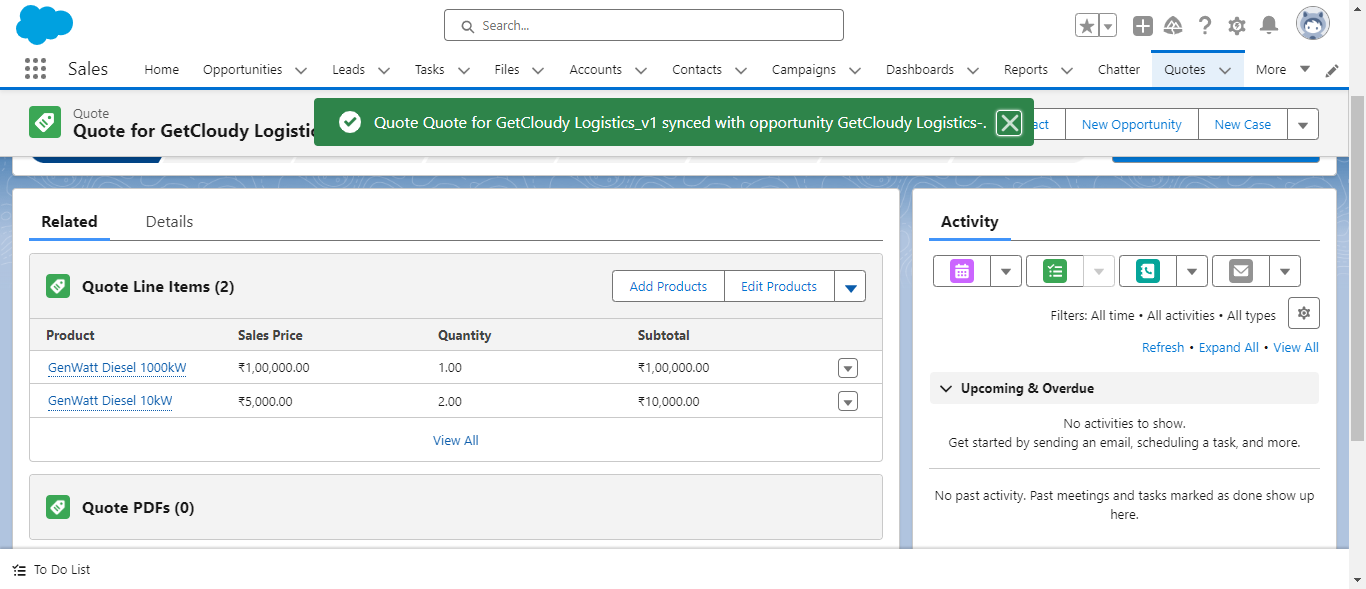 Search...
Sales Home Opportunities Leads Tasks Files Accounts Contacts Campaigns Dashboards Reports Chatter Quotes More
Quote
Quote for GetCloudy
Quote Quote for GetCloudy Logistics_v1 synced with opportunity GetCloudy Logistics-.
New Opportunity New Case
Related Details
Quote Line Items (2) Add Products Edit Products
Product Sales Price Quantity Subtotal
GenWatt Diesel 1000kW ₹1,00,000.00 1.00 ₹1,00,000.00
GenWatt Diesel 10kW ₹5,000.00 2.00 ₹10,000.00
View All
Quote PDFs (0)
Activity
Filters: All time • All activities • All types
Refresh • Expand All • View All
Upcoming & Overdue
No activities to show.
Get started by sending an email, scheduling a task, and more.
No past activity. Past meetings and tasks marked as done show up
here.
To Do List